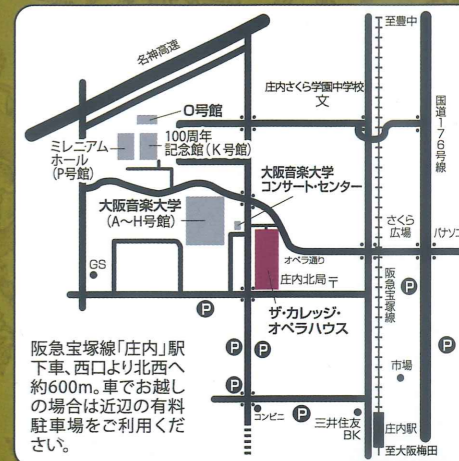 名神高速
至豊中
庄内さくら学園中学校
文
国道176号線
O号館
ミレニアム
ホール
(P号館)
100周年
記念館(K号館)
大阪音楽大学
コンサート・センター
大阪音楽大学
(A〜H号館)
さくら
広場
パナソニ
オペラ通り
GS
庄内北局〒
阪急宝塚線
P
P
ザ・カレッジ・
オペラハウス
P
P
P
市場
阪急宝塚線「庄内」駅
下車、西口より北西へ
約600m。車でお越し
の場合は近辺の有料
駐車場をご利用くだ
さい。
P
コンビニ
P
三井住友
BK
庄内駅
至大阪梅田